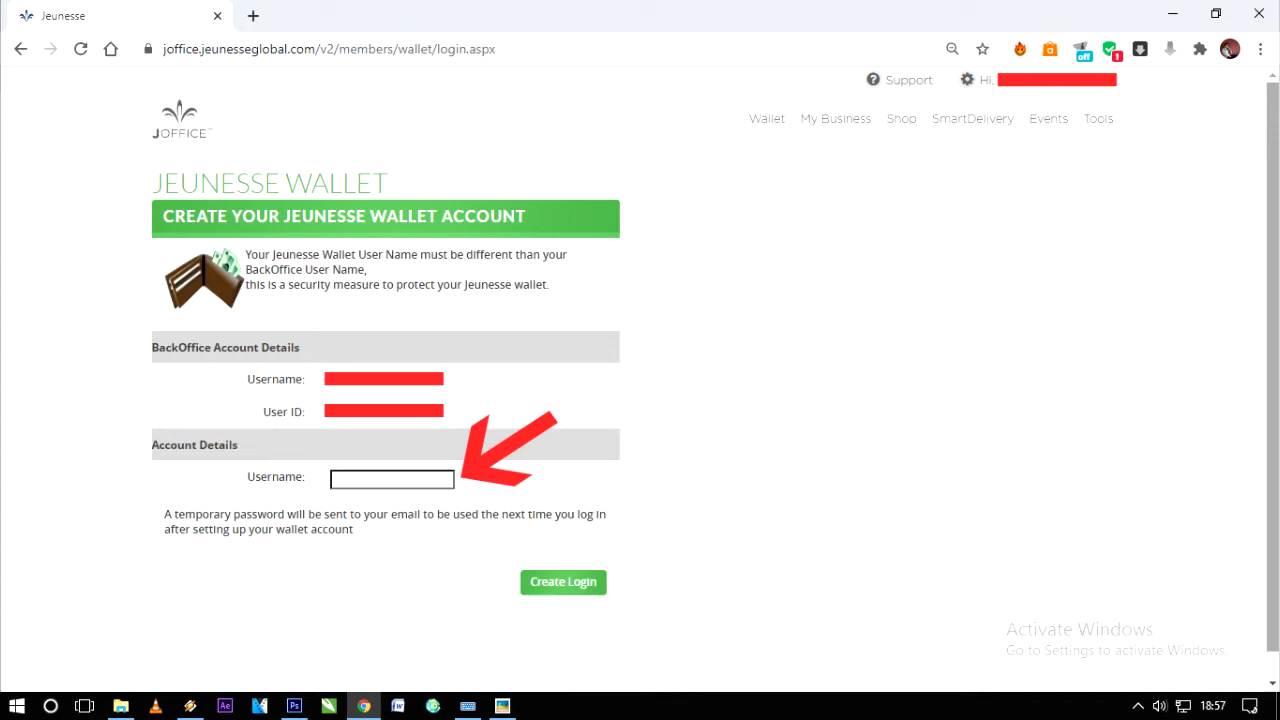 Jeunesse
joffice.jeunesseglobal.com/v2/members/wallet/login.aspx
off
1
Support
Hi,
JOFFICE™
Wallet My Business Shop SmartDelivery Events Tools
JEUNESSE WALLET
CREATE YOUR JEUNESSE WALLET ACCOUNT
Your Jeunesse Wallet User Name must be different than your
BackOffice User Name,
this is a security measure to protect your Jeunesse wallet.
BackOffice Account Details
Username:
User ID:
Account Details
Username:
A temporary password will be sent to your email to be used the next time you log in
after setting up your wallet account
Create Login
Activate Windows
Go to Settings to activate Windows.
Ae
Ps
W
18:57